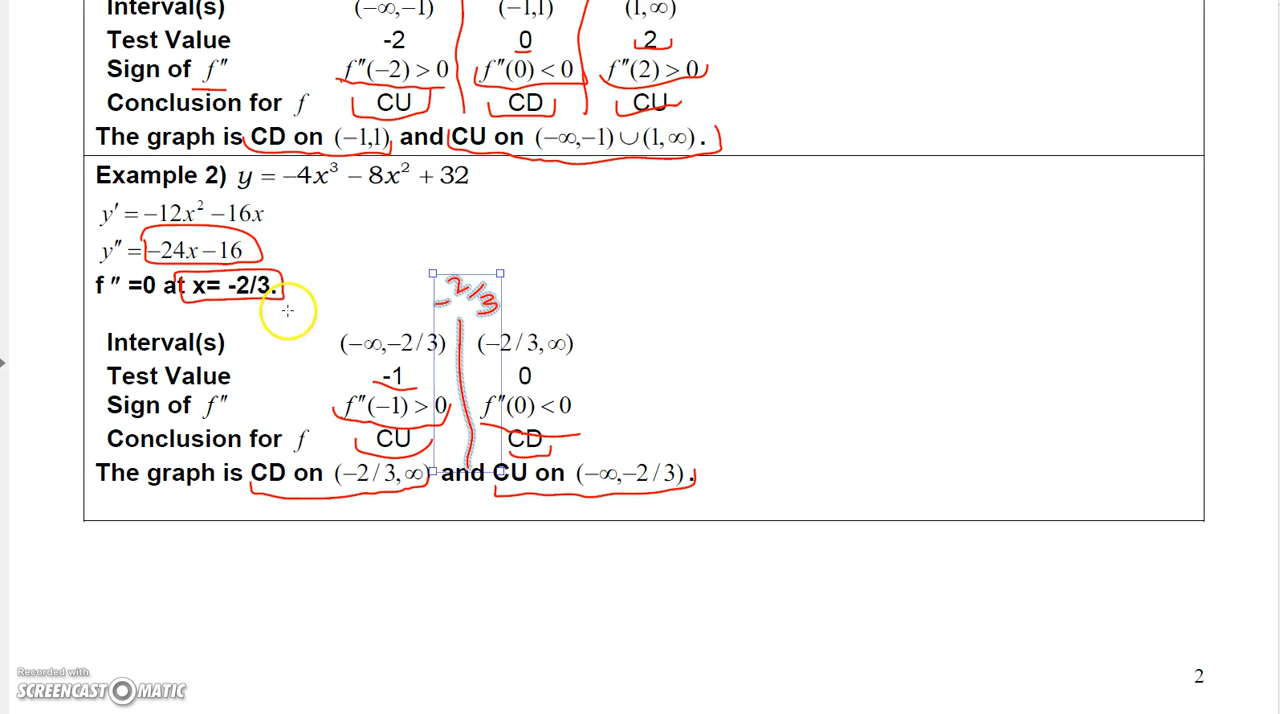 Interval(s) (−∞,−1) (−1,1) (1,∞)
Test Value -2 0 2
Sign of f″ f″(−2) > 0 f″(0) < 0 f″(2) > 0
Conclusion for f CU CD CU
The graph is CD on (−1,1) and CU on (−∞,−1)∪(1,∞).
Example 2) y = −4x³ − 8x² + 32
y′ = −12x² −16x
y″ = −24x −16
f ″ =0 at x= -2/3.
−2/3
Interval(s) (−∞,−2/3) (−2/3,∞)
Test Value -1 0
Sign of f″ f″(−1) > 0 f″(0) < 0
Conclusion for f CU CD
The graph is CD on (−2/3,∞) and CU on (−∞,−2/3).
2
Recorded with
SCREENCAST-O-MATIC